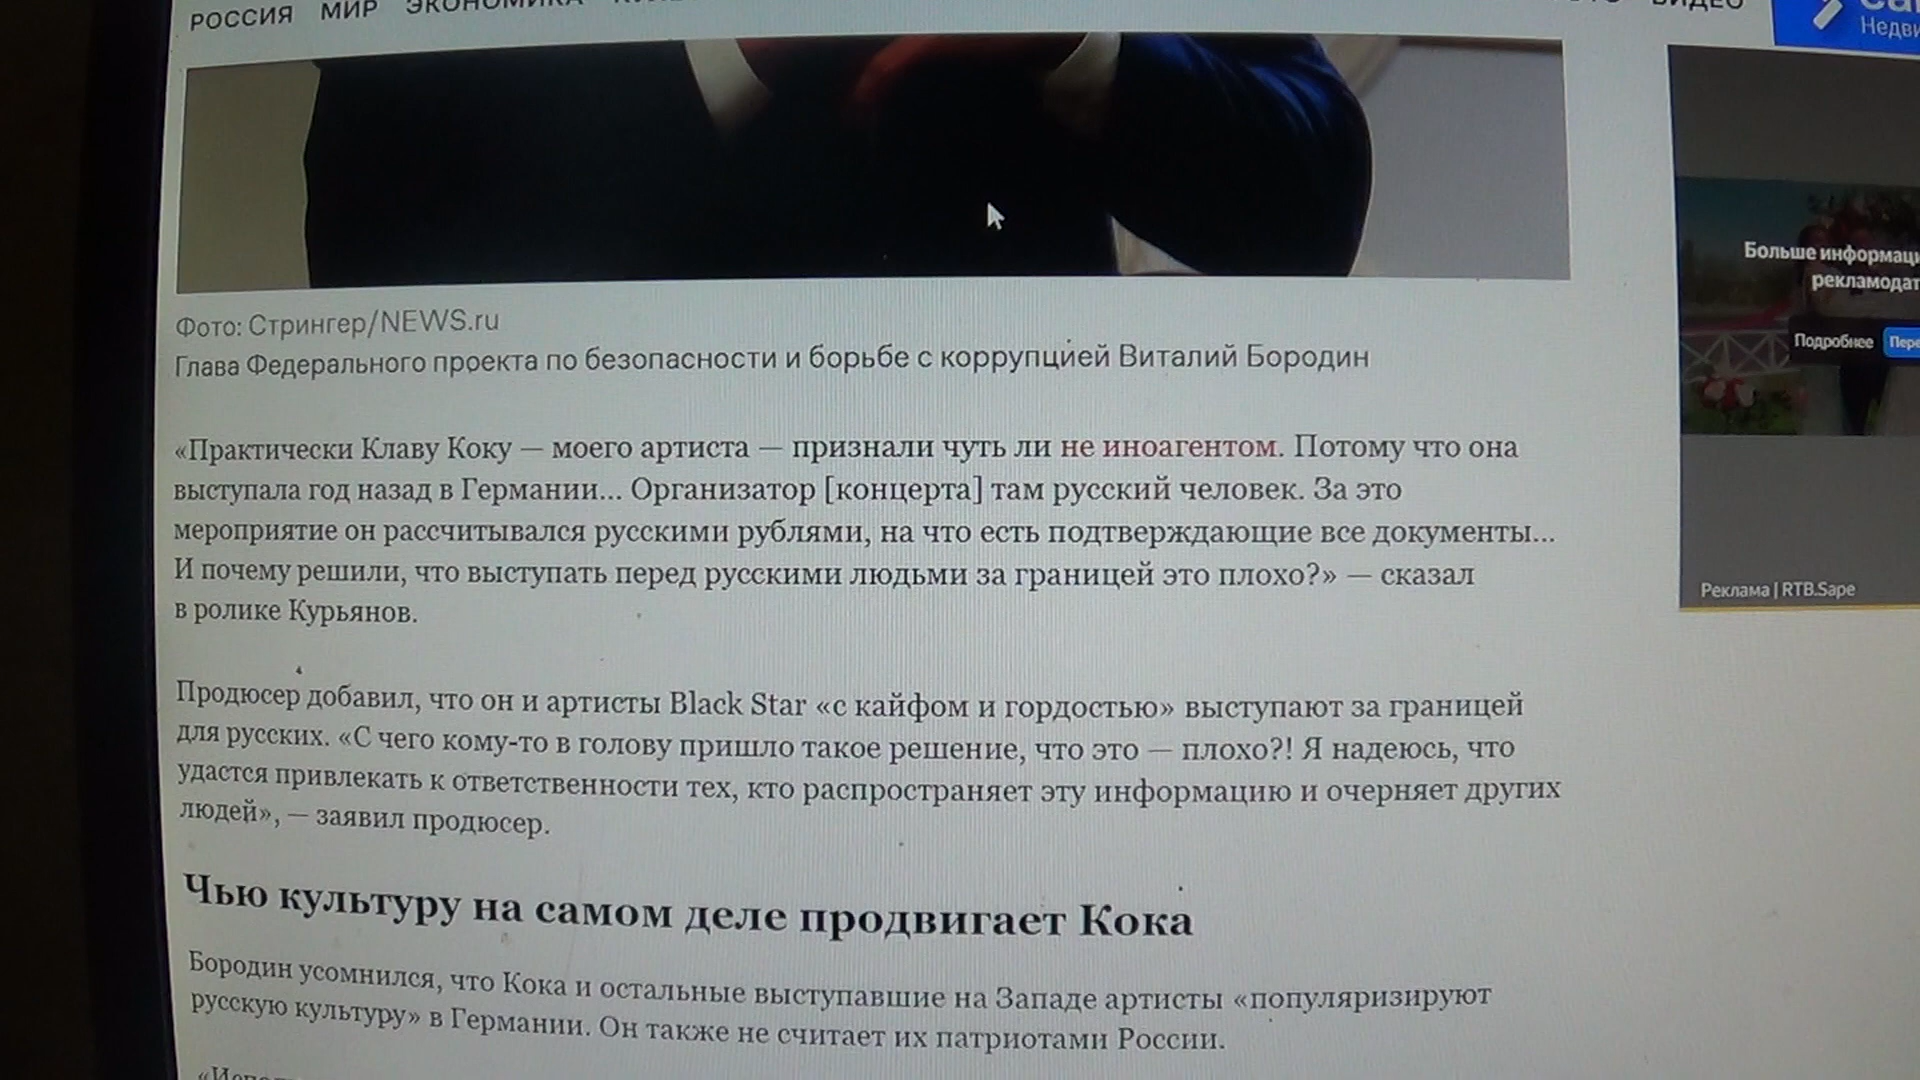 РОССИЯ МИР ЭКОНОМИКА
ВИДЕО
Фото: Стрингер/NEWS.ru
Глава Федерального проекта по безопасности и борьбе с коррупцией Виталий Бородин
«Практически Клаву Коку — моего артиста — признали чуть ли не иноагентом. Потому что она
выступала год назад в Германии... Организатор [концерта] там русский человек. За это
мероприятие он рассчитывался русскими рублями, на что есть подтверждающие все документы...
И почему решили, что выступать перед русскими людьми за границей это плохо?» — сказал
в ролике Курьянов.
Продюсер добавил, что он и артисты Black Star «с кайфом и гордостью» выступают за границей
для русских. «С чего кому-то в голову пришло такое решение, что это — плохо?! Я надеюсь, что
удастся привлекать к ответственности тех, кто распространяет эту информацию и очерняет других
людей», — заявил продюсер.
Чью культуру на самом деле продвигает Кока
Бородин усомнился, что Кока и остальные выступавшие на Западе артисты «популяризируют
русскую культуру» в Германии. Он также не считает их патриотами России.
Больше информаци
рекламодат
Подробнее Пере
Реклама | RTB.Sape